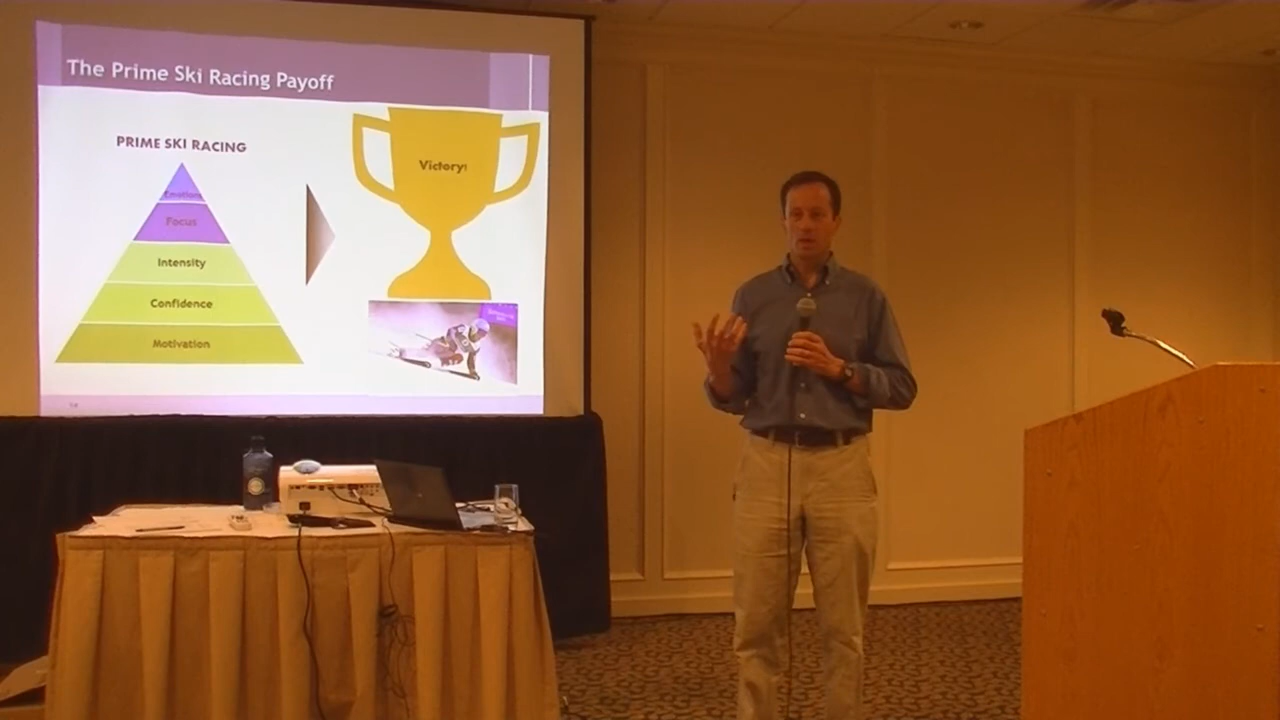 The Prime Ski Racing Payoff
PRIME SKI RACING
Victory!
Emotions
Focus
Intensity
Confidence
Motivation